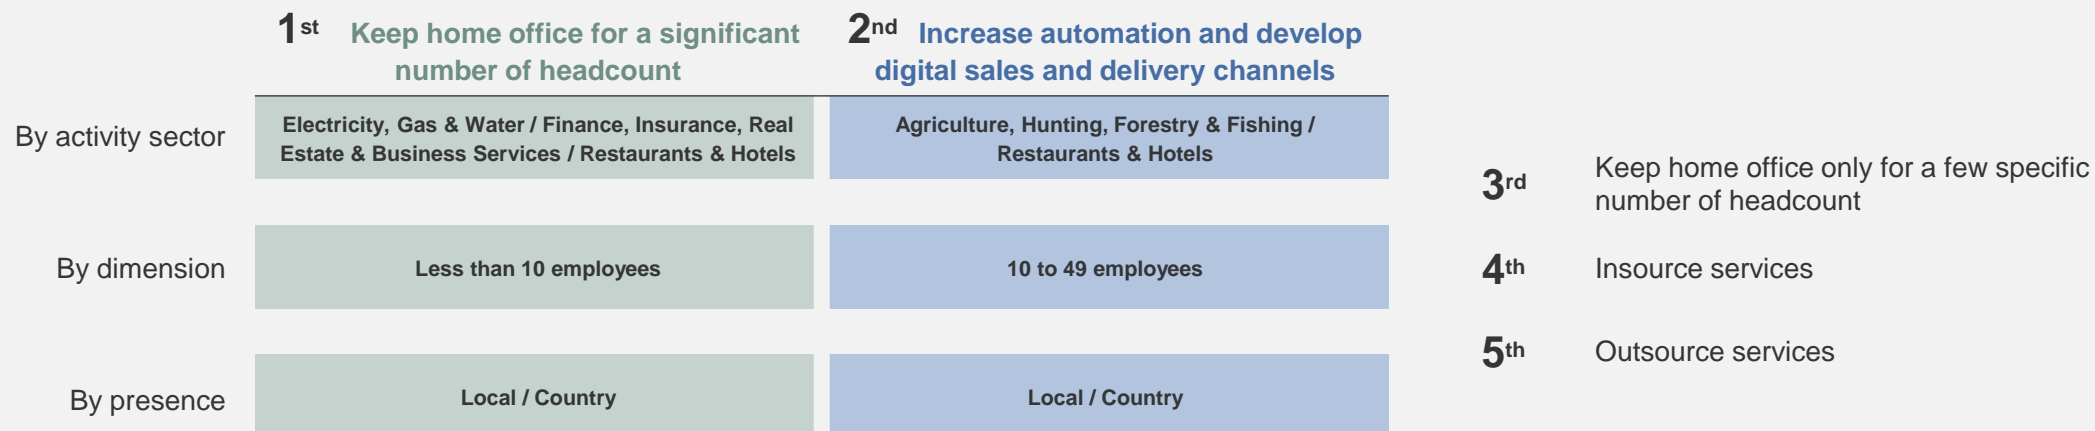 1st Keep home office for a significant
number of headcount
2nd Increase automation and develop
digital sales and delivery channels
By activity sector
Electricity, Gas & Water / Finance, Insurance, Real
Estate & Business Services / Restaurants & Hotels
Agriculture, Hunting, Forestry & Fishing /
Restaurants & Hotels
By dimension
Less than 10 employees
10 to 49 employees
By presence
Local / Country
Local / Country
3rd Keep home office only for a few specific
number of headcount
4th Insource services
5th Outsource services